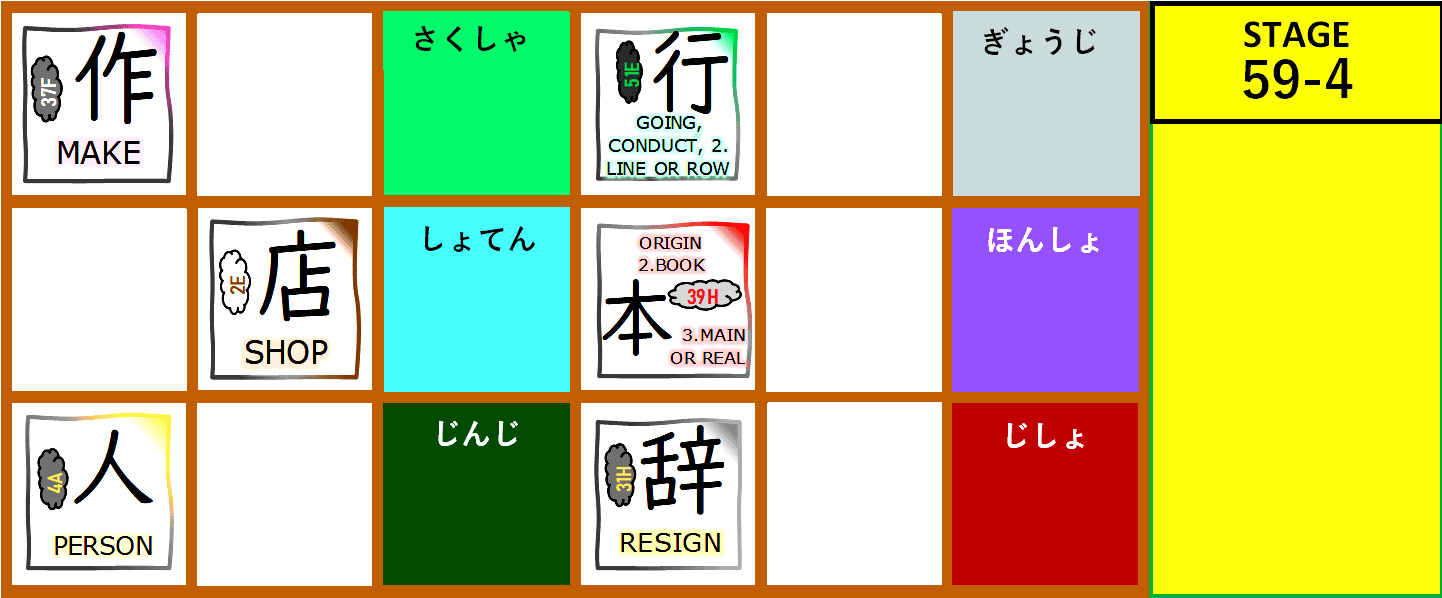 作
37F
MAKE
さくしゃ
行
51E
GOING,
CONDUCT, 2.
LINE OR ROW
ぎょうじ
STAGE
59-4
店
2E
SHOP
しょてん
ORIGIN
2.BOOK
本
39H
3.MAIN
OR REAL
ほんしょ
人
4A
PERSON
じんじ
辞
31H
RESIGN
じしょ